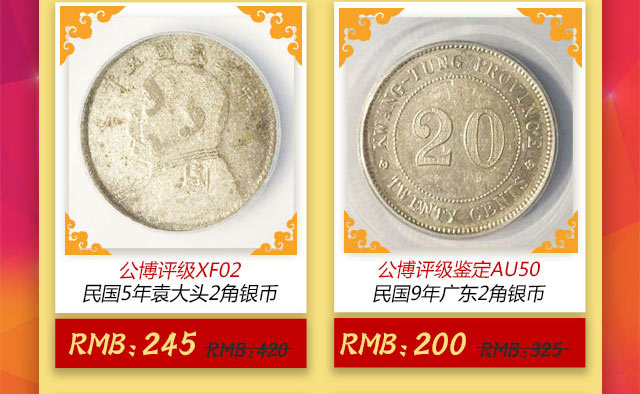 公博评级XF02
民国5年袁大头2角银币
RMB:245 RMB:420
KWANG-TUNG PROVINCE
20
TWENTY CENTS
公博评级鉴定AU50
民国9年广东2角银币
RMB:200 RMB:325